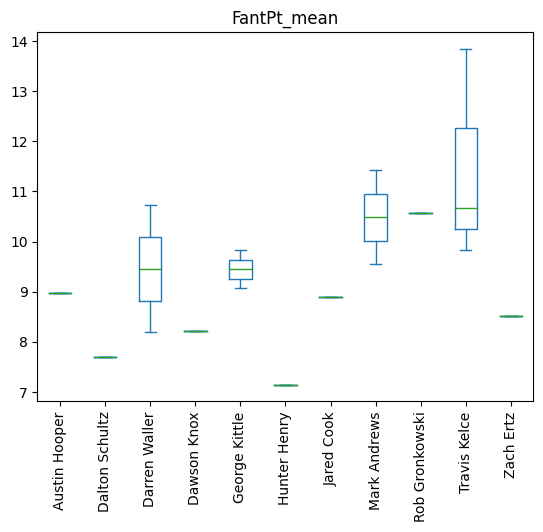 FantPt_mean
14
13
12
11
10
9
8
7
Austin Hooper
Dalton Schultz
Darren Waller
Dawson Knox
George Kittle
Hunter Henry
Jared Cook
Mark Andrews
Rob Gronkowski
Travis Kelce
Zach Ertz